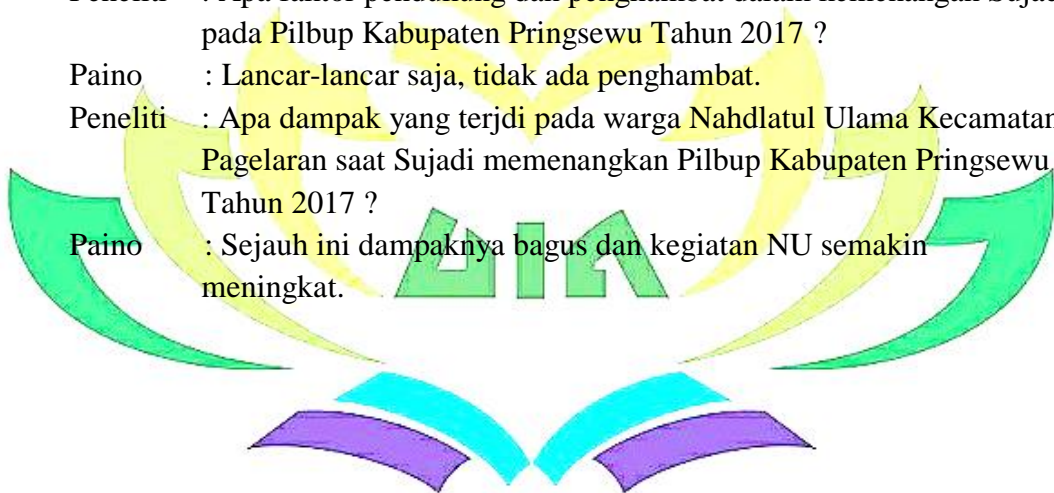 pada Pilbup Kabupaten Pringsewu Tahun 2017 ?
Paino : Lancar-lancar saja, tidak ada penghambat.
Peneliti : Apa dampak yang terjdi pada warga Nahdlatul Ulama Kecamatan
Pagelaran saat Sujadi memenangkan Pilbup Kabupaten Pringsewu
Tahun 2017 ?
Paino : Sejauh ini dampaknya bagus dan kegiatan NU semakin
meningkat.